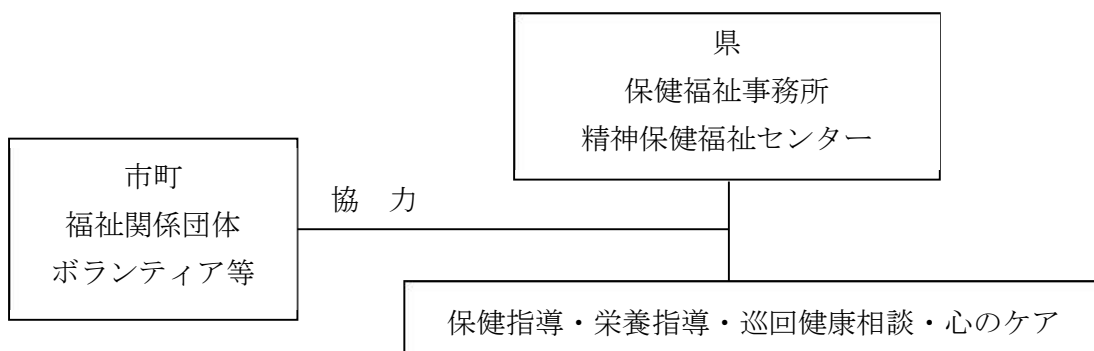 県
保健福祉事務所
精神保健福祉センター
市町
福祉関係団体
ボランティア等
協　力
保健指導・栄養指導・巡回健康相談・心のケア